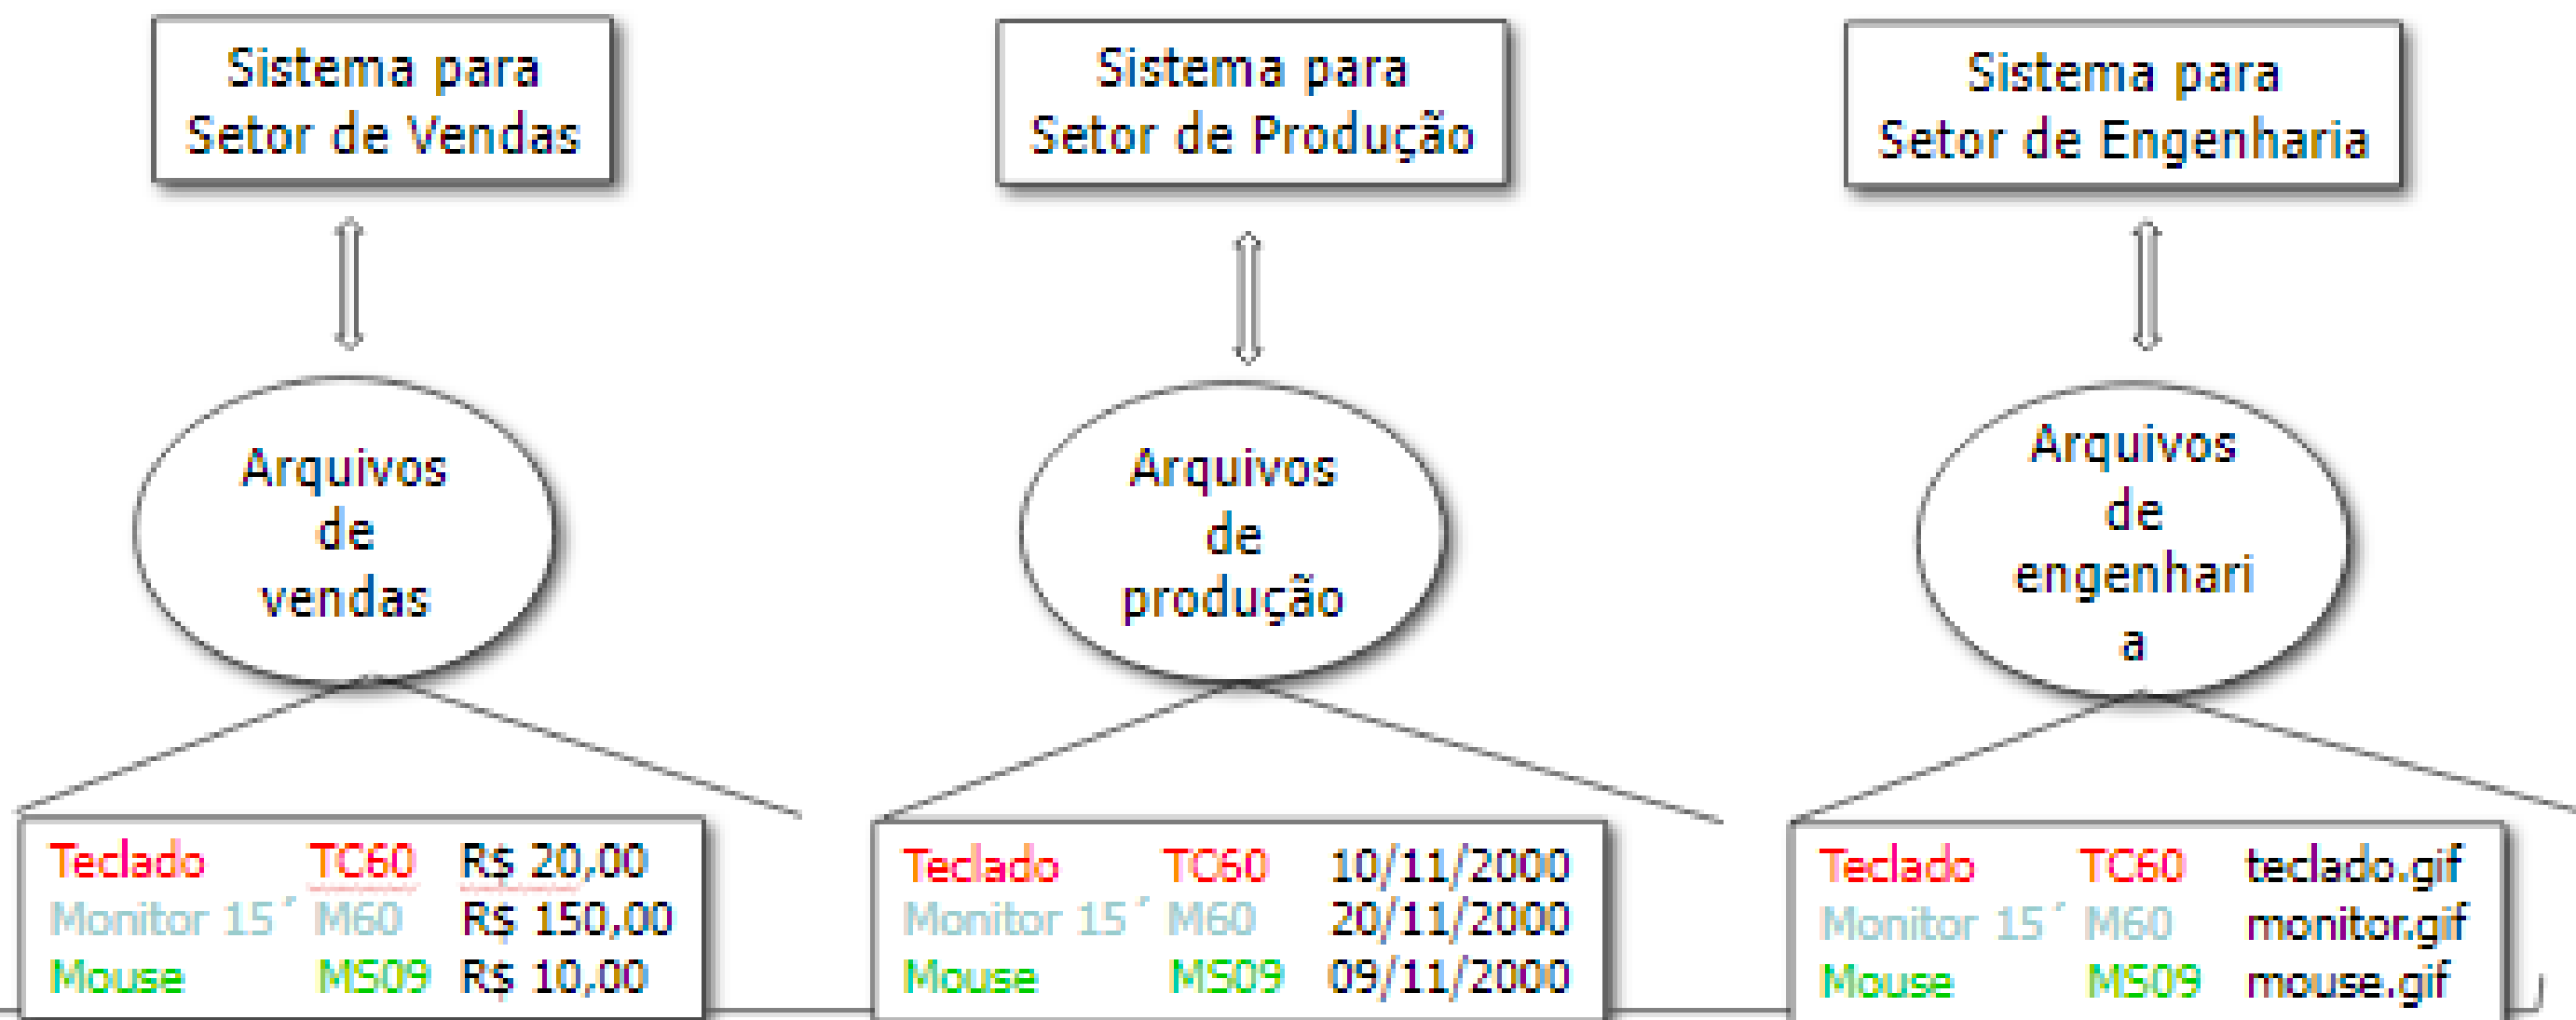 Sistema para
Setor de Vendas
Sistema para
Setor de Produção
Sistema para
Setor de Engenharia
Arquivos
de
vendas
Arquivos
de
produção
Arquivos
de
engenhari
a
Teclado TC60 R$ 20,00
Monitor 15´ M60 R$ 150,00
Mouse MS09 R$ 10,00
Teclado TC60 10/11/2000
Monitor 15´ M60 20/11/2000
Mouse MS09 09/11/2000
Teclado TC60 teclado.gif
Monitor 15´ M60 monitor.gif
Mouse MS09 mouse.gif